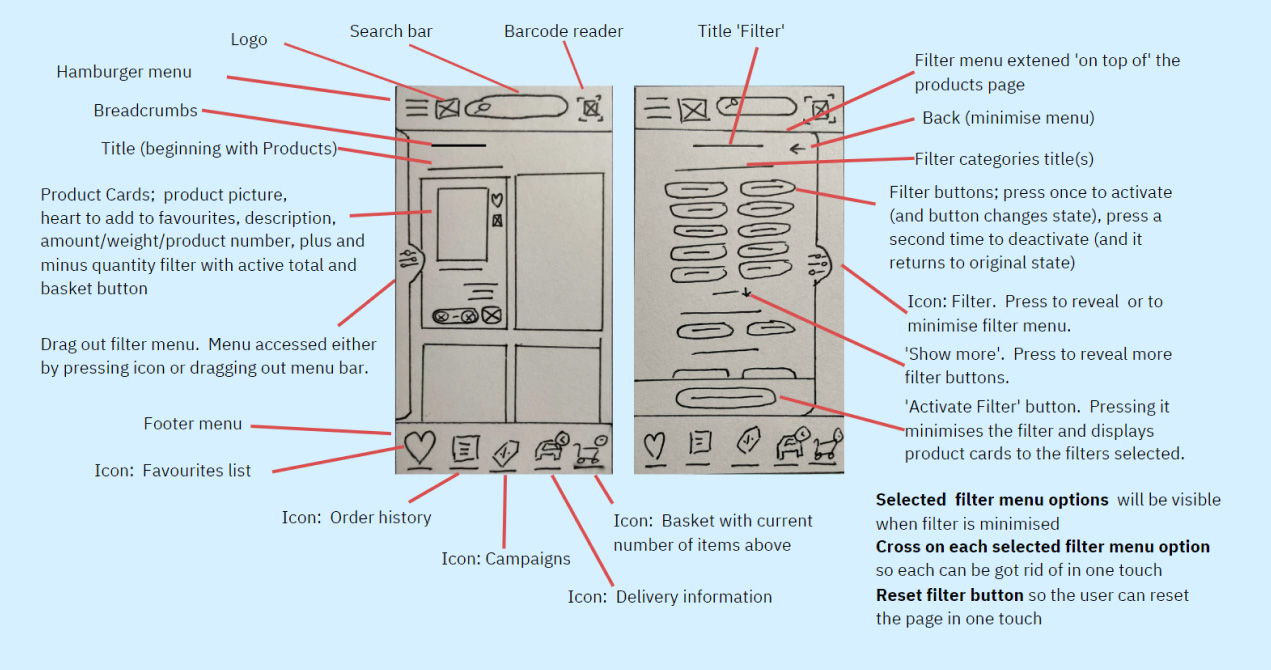 Logo
Search bar
Barcode reader
Title 'Filter'
Hamburger menu
Breadcrumbs
Title (beginning with Products)
Product Cards;  product picture,
heart to add to favourites, description,
amount/weight/product number, plus and
minus quantity filter with active total and
basket button
Drag out filter menu.  Menu accessed either
by pressing icon or dragging out menu bar.
Footer menu
Icon:  Favourites list
Icon:  Order history
Icon: Campaigns
Icon:  Delivery information
Icon:  Basket with current
number of items above
Filter menu extened 'on top of' the
products page
Back (minimise menu)
Filter categories title(s)
Filter buttons; press once to activate
(and button changes state), press a
second time to deactivate (and it
returns to original state)
Icon: Filter.  Press to reveal  or to
minimise filter menu.
'Show more'.  Press to reveal more
filter buttons.
'Activate Filter' button.  Pressing it
minimises the filter and displays
product cards to the filters selected.
Selected  filter menu options  will be visible
when filter is minimised
Cross on each selected filter menu option
so each can be got rid of in one touch
Reset filter button so the user can reset
the page in one touch